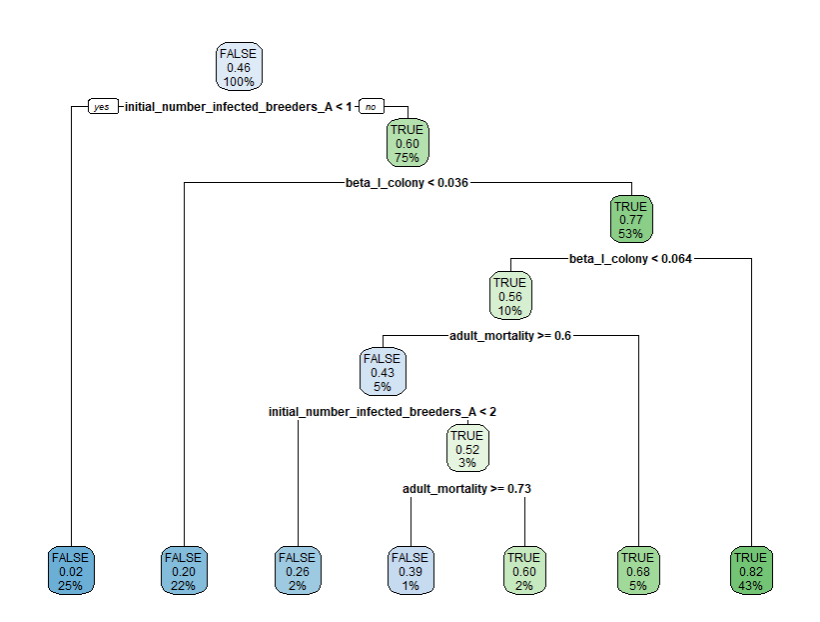 FALSE
0.46
100%
yes initial_number_infected_breeders_A < 1 no
TRUE
0.60
75%
beta_I_colony < 0.036
TRUE
0.77
53%
beta_I_colony < 0.064
TRUE
0.56
10%
adult_mortality >= 0.6
FALSE
0.43
5%
initial_number_infected_breeders_A < 2
TRUE
0.52
3%
adult_mortality >= 0.73
FALSE
0.02
25%
FALSE
0.20
22%
FALSE
0.26
2%
FALSE
0.39
1%
TRUE
0.60
2%
TRUE
0.68
5%
TRUE
0.82
43%